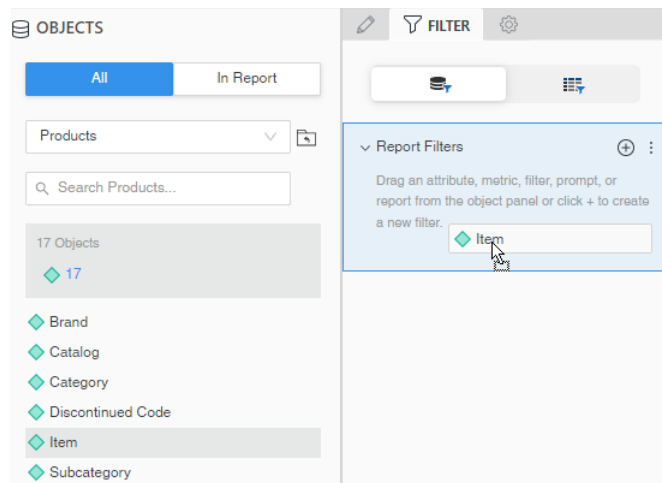 OBJECTS
All
In Report
Products
Search Products...
17 Objects
17
Brand
Catalog
Category
Discontinued Code
Item
Subcategory
FILTER
Report Filters
Drag an attribute, metric, filter, prompt, or
report from the object panel or click + to create
a new filter.
Item